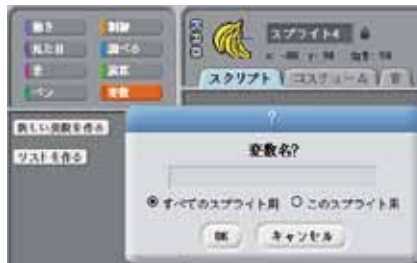 動き 制御
見た目 調べる
音 演算
ペン 変数
スプライト4
スクリプト コスチューム 音
新しい変数を作る
リストを作る
?
変数名?
すべてのスプライト用 このスプライト用
OK キャンセル